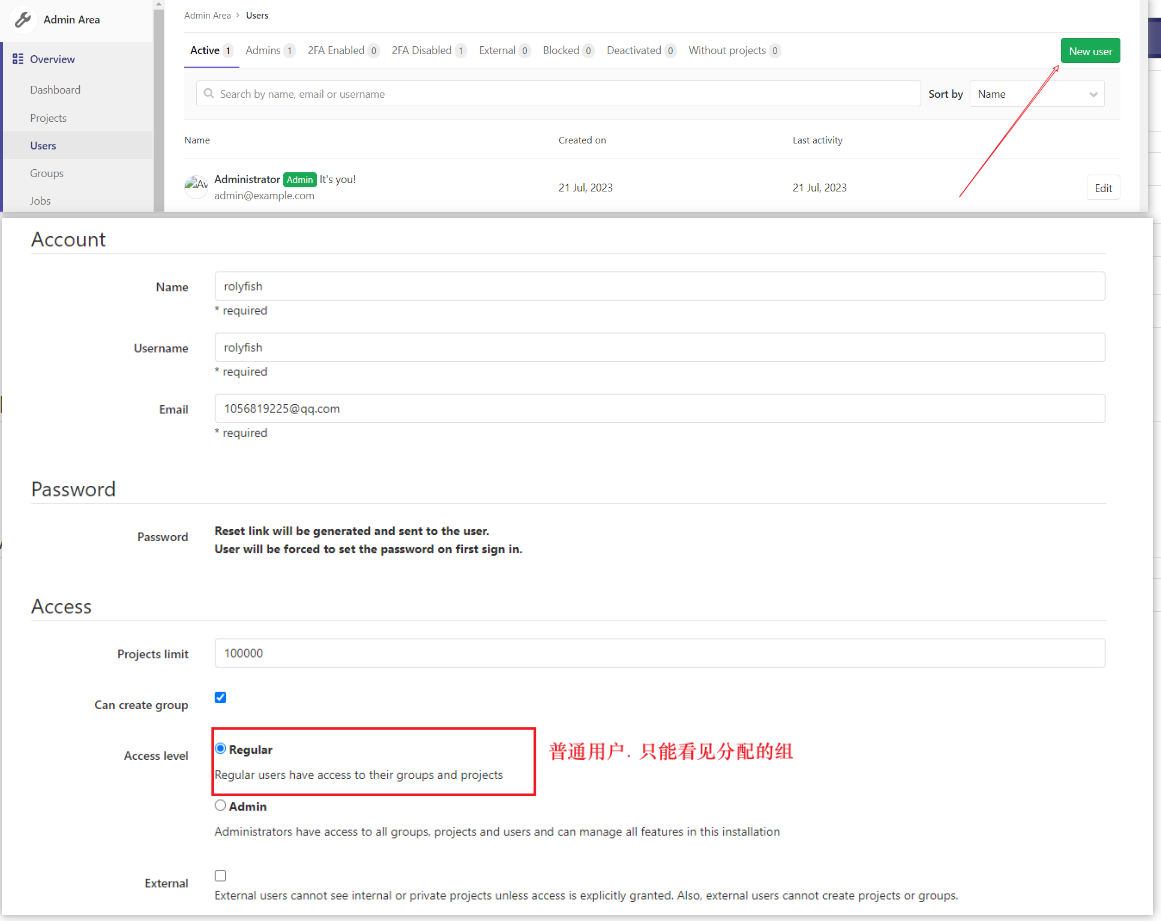 Admin Area
Admin Area > Users
Overview
Dashboard
Projects
Users
Groups
Jobs
Active 1 Admins 1 2FA Enabled 0 2FA Disabled 1 External 0 Blocked 0 Deactivated 0 Without projects 0
New user
Search by name, email or username
Sort by Name
Name Created on Last activity
Administrator Admin It's you!
admin@example.com
21 Jul, 2023 21 Jul, 2023 Edit
Account
Name rolyfish
* required
Username rolyfish
* required
Email 1056819225@qq.com
* required
Password
Password Reset link will be generated and sent to the user.
User will be forced to set the password on first sign in.
Access
Projects limit 100000
Can create group
Access level Regular
Regular users have access to their groups and projects
普通用户. 只能看见分配的组
Admin
Administrators have access to all groups, projects and users and can manage all features in this installation
External
External users cannot see internal or private projects unless access is explicitly granted. Also, external users cannot create projects or groups.